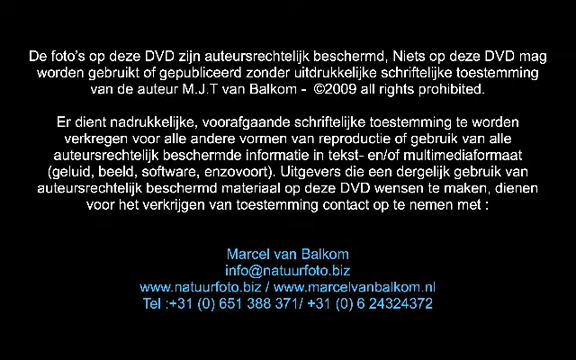 De foto's op deze DVD zijn auteursrechtelijk beschermd, Niets op deze DVD mag
worden gebruikt of gepubliceerd zonder uitdrukkelijke schriftelijke toestemming
van de auteur M.J.T van Balkom - ©2009 all rights prohibited.
Er dient nadrukkelijke, voorafgaande schriftelijke toestemming te worden
verkregen voor alle andere vormen van reproductie of gebruik van alle
auteursrechtelijk beschermde informatie in tekst- en/of multimediaformaat
(geluid, beeld, software, enzovoort). Uitgevers die een dergelijk gebruik van
auteursrechtelijk beschermd materiaal op deze DVD wensen te maken, dienen
voor het verkrijgen van toestemming contact op te nemen met :
Marcel van Balkom
info@natuurfoto.biz
www.natuurfoto.biz / www.marcelvanbalkom.nl
Tel :+31 (0) 651 388 371/ +31 (0) 6 24324372